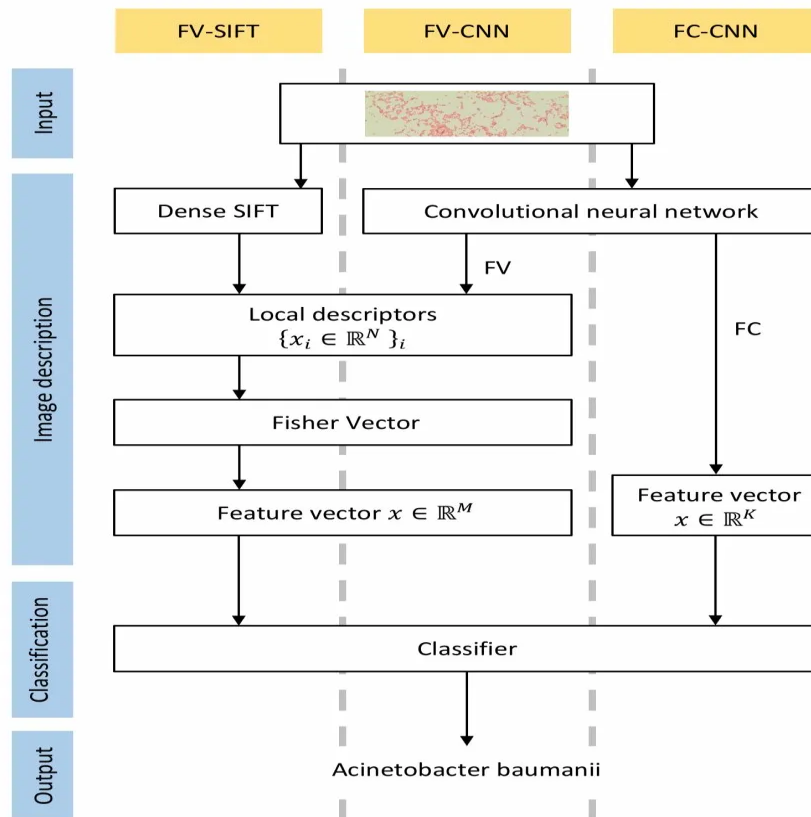 FV-SIFT
FV-CNN
FC-CNN
Input
Dense SIFT
Convolutional neural network
FV
FC
Image description
Local descriptors
{𝑥ᵢ ∈ ℝᴺ }ᵢ
Fisher Vector
Feature vector 𝑥 ∈ ℝᴹ
Feature vector
𝑥 ∈ ℝᴷ
Classification
Classifier
Output
Acinetobacter baumanii